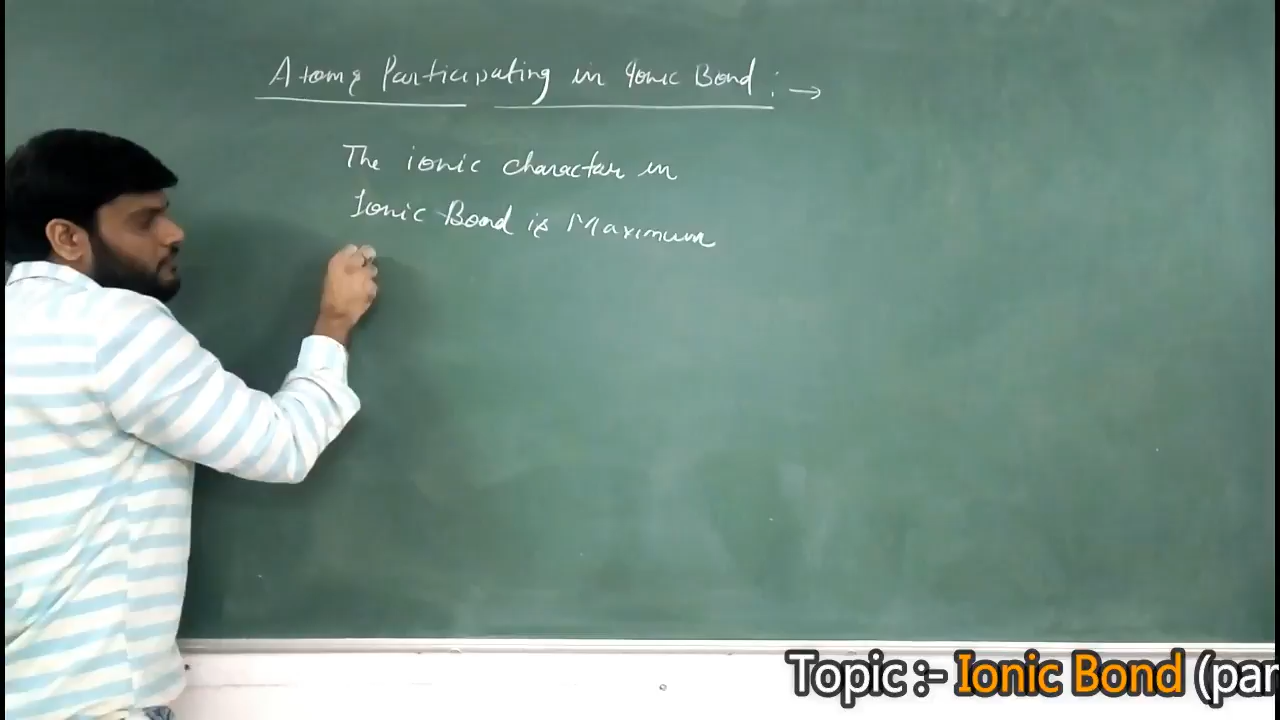 Atoms Participating in Ionic Bond :→
The ionic character in
Ionic Bond is Maximum
Topic :- Ionic Bond (par